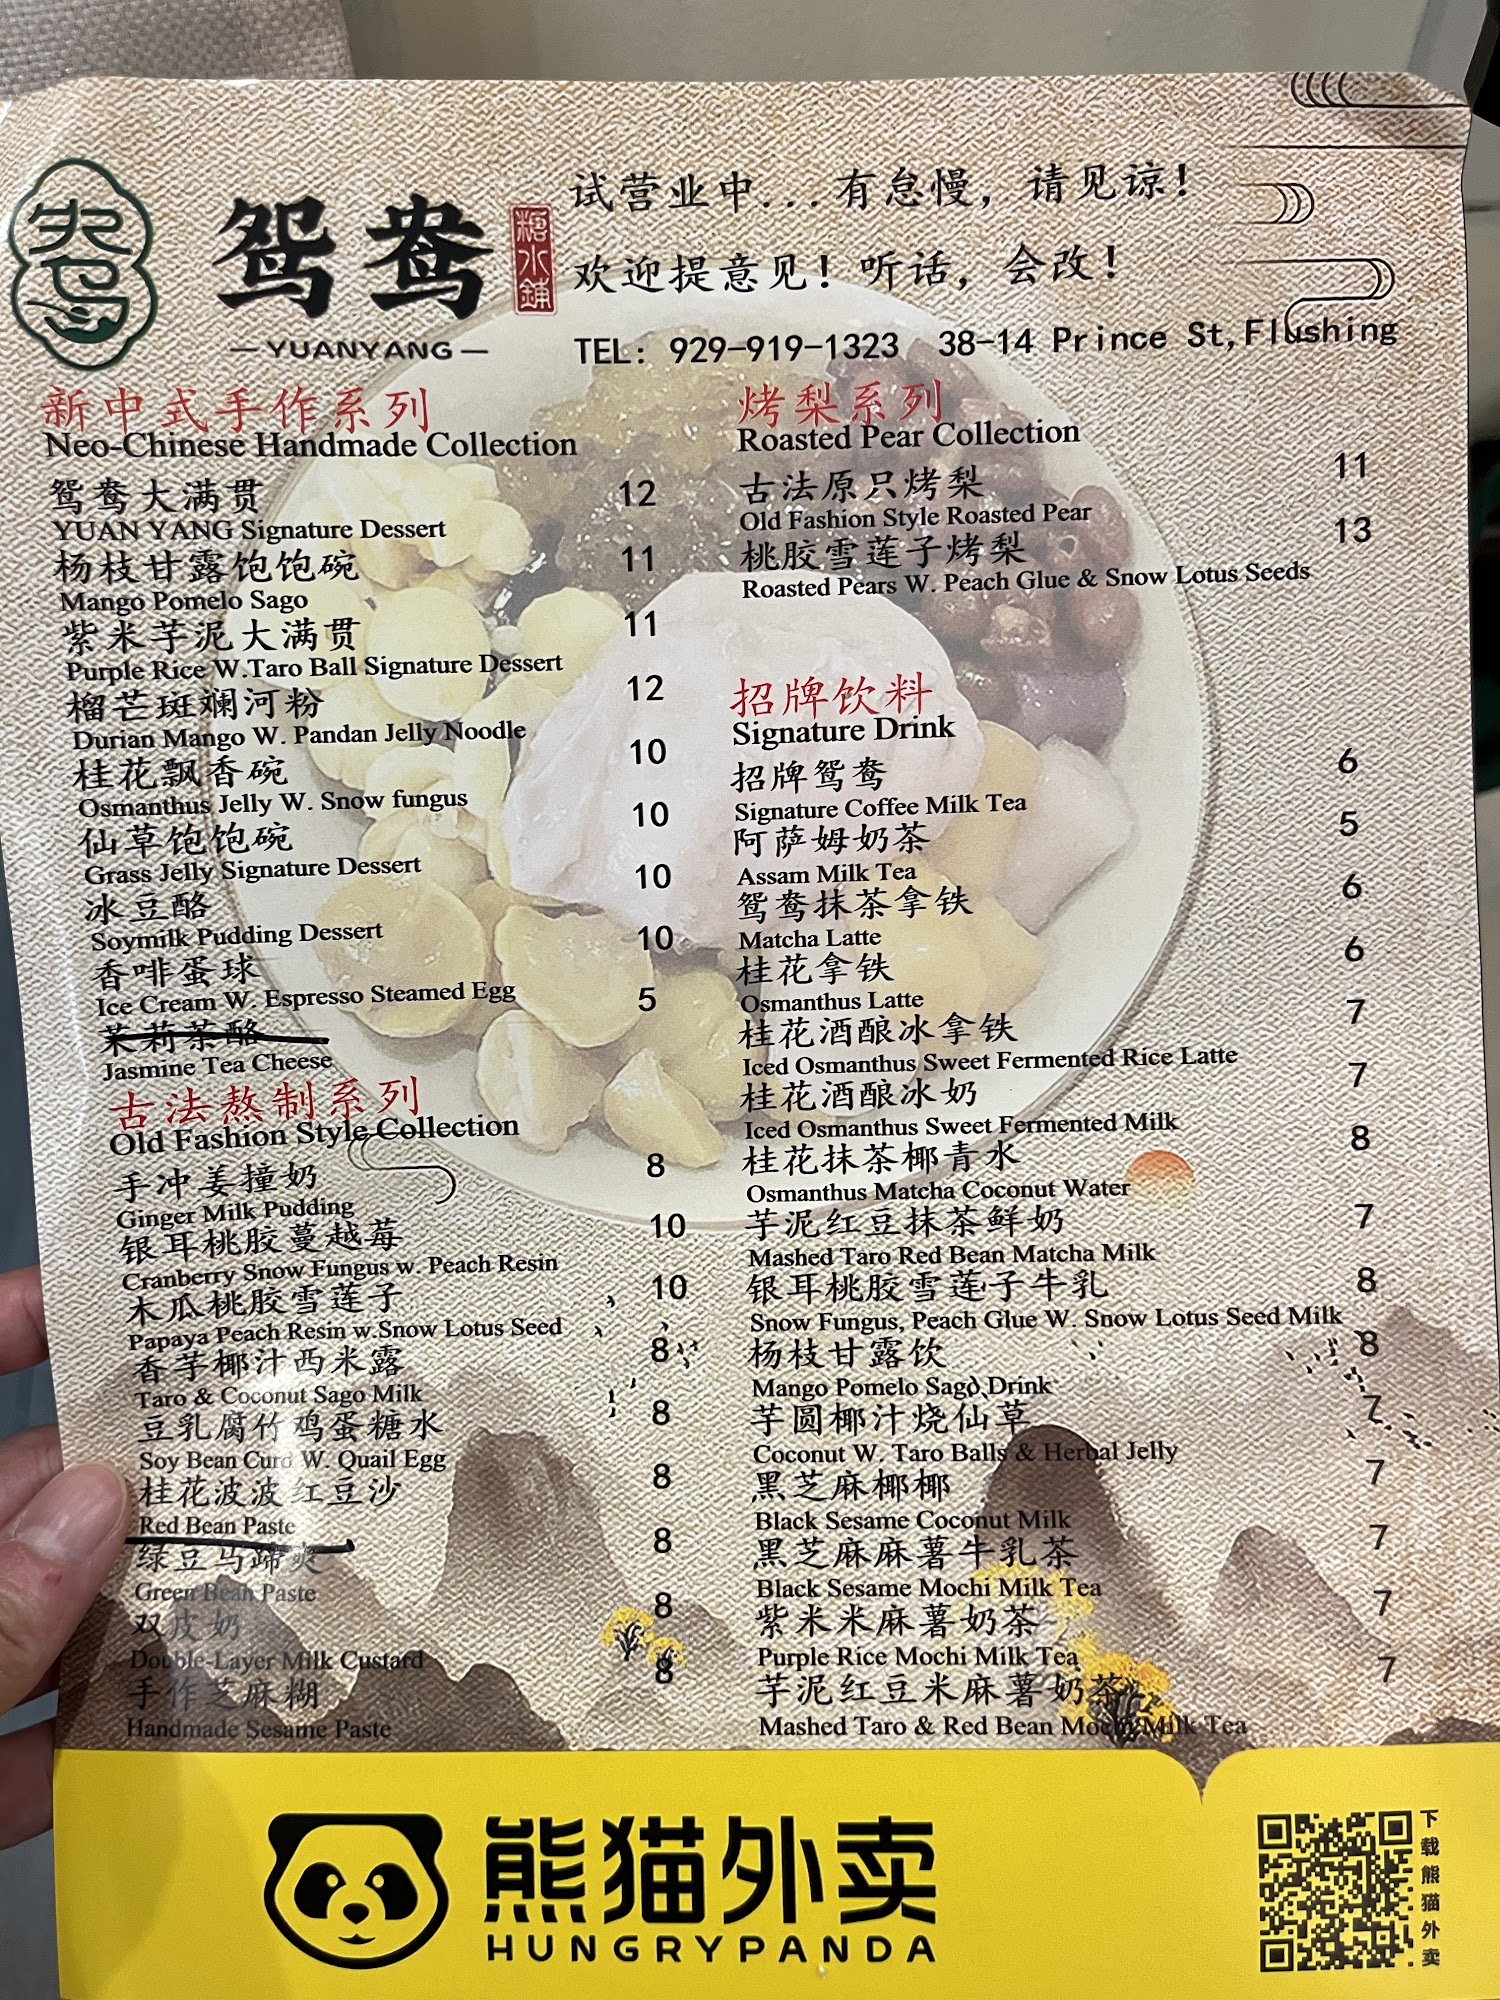 鸳鸯
糖水铺
—YUANYANG—
试营业中...有怠慢，请见谅！
欢迎提意见！听话，会改！
TEL: 929-919-1323 38-14 Prince St,Flushing
新中式手作系列
Neo-Chinese Handmade Collection
鸳鸯大满贯 12
YUAN YANG Signature Dessert
杨枝甘露饱饱碗 11
Mango Pomelo Sago
紫米芋泥大满贯 11
Purple Rice W.Taro Ball Signature Dessert
榴芒斑斓河粉 12
Durian Mango W. Pandan Jelly Noodle
桂花飘香碗 10
Osmanthus Jelly W. Snow fungus
仙草饱饱碗 10
Grass Jelly Signature Dessert
冰豆酪 10
Soymilk Pudding Dessert
香啡蛋球 10
Ice Cream W. Espresso Steamed Egg
茉莉茶酪 5
Jasmine Tea Cheese
古法熬制系列
Old Fashion Style Collection
手冲姜撞奶 8
Ginger Milk Pudding
银耳桃胶蔓越莓 10
Cranberry Snow Fungus w. Peach Resin
木瓜桃胶雪莲子 10
Papaya Peach Resin w.Snow Lotus Seed
香芋椰汁西米露 8
Taro & Coconut Sago Milk
豆乳腐竹鸡蛋糖水 8
Soy Bean Curd W. Quail Egg
桂花波波红豆沙 8
Red Bean Paste
绿豆马蹄爽 8
Green Bean Paste
双皮奶 8
Double-Layer Milk Custard
手作芝麻糊 8
Handmade Sesame Paste
烤梨系列
Roasted Pear Collection
古法原只烤梨 11
Old Fashion Style Roasted Pear
桃胶雪莲子烤梨 13
Roasted Pears W. Peach Glue & Snow Lotus Seeds
招牌饮料
Signature Drink
招牌鸳鸯 6
Signature Coffee Milk Tea
阿萨姆奶茶 5
Assam Milk Tea
鸳鸯抹茶拿铁 6
Matcha Latte
桂花拿铁 6
Osmanthus Latte
桂花酒酿冰拿铁 7
Iced Osmanthus Sweet Fermented Rice Latte
桂花酒酿冰奶 7
Iced Osmanthus Sweet Fermented Milk
桂花抹茶椰青水 8
Osmanthus Matcha Coconut Water
芋泥红豆抹茶鲜奶 7
Mashed Taro Red Bean Matcha Milk
银耳桃胶雪莲子牛乳 8
Snow Fungus, Peach Glue W. Snow Lotus Seed Milk
杨枝甘露饮 8
Mango Pomelo Sago Drink
芋圆椰汁烧仙草 7
Coconut W. Taro Balls & Herbal Jelly
黑芝麻椰椰 7
Black Sesame Coconut Milk
黑芝麻麻薯牛乳茶 7
Black Sesame Mochi Milk Tea
紫米米麻薯奶茶 7
Purple Rice Mochi Milk Tea
芋泥红豆米麻薯奶茶 7
Mashed Taro & Red Bean Mochi Milk Tea
熊猫外卖
HUNGRYPANDA
下载熊猫外卖